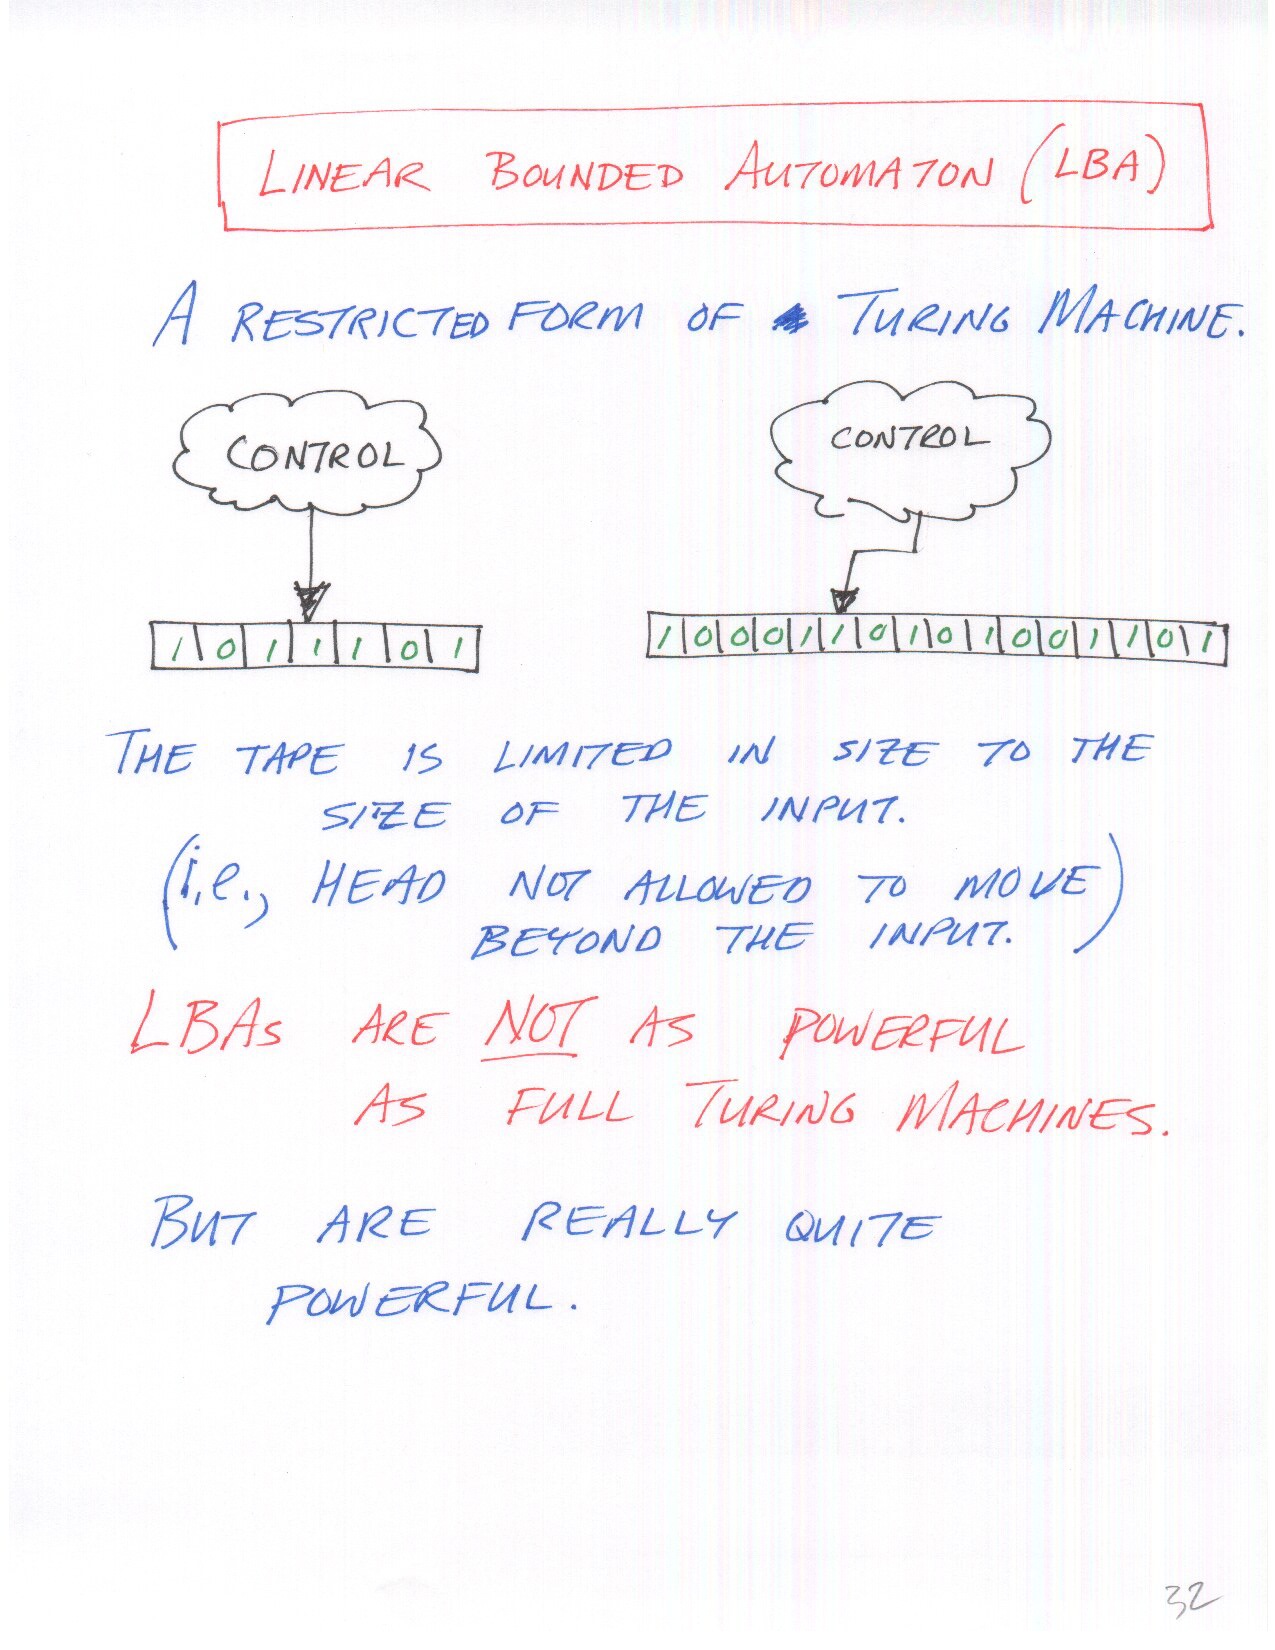 LINEAR BOUNDED AUTOMATON (LBA)
A RESTRICTED FORM OF TURING MACHINE.
CONTROL
CONTROL
1 0 1 1 1 0 1
1 0 0 0 1 1 0 1 0 1 0 0 1 1 0 1
THE TAPE IS LIMITED IN SIZE TO THE
SIZE OF THE INPUT.
(i.e., HEAD NOT ALLOWED TO MOVE
BEYOND THE INPUT.)
LBAs ARE NOT AS POWERFUL
AS FULL TURING MACHINES.
BUT ARE REALLY QUITE
POWERFUL.
32